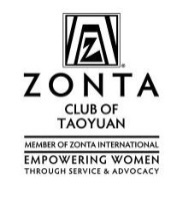 ZONTA
CLUB OF
TAOYUAN
MEMBER OF ZONTA INTERNATIONAL
EMPOWERING WOMEN
THROUGH SERVICE & ADVOCACY